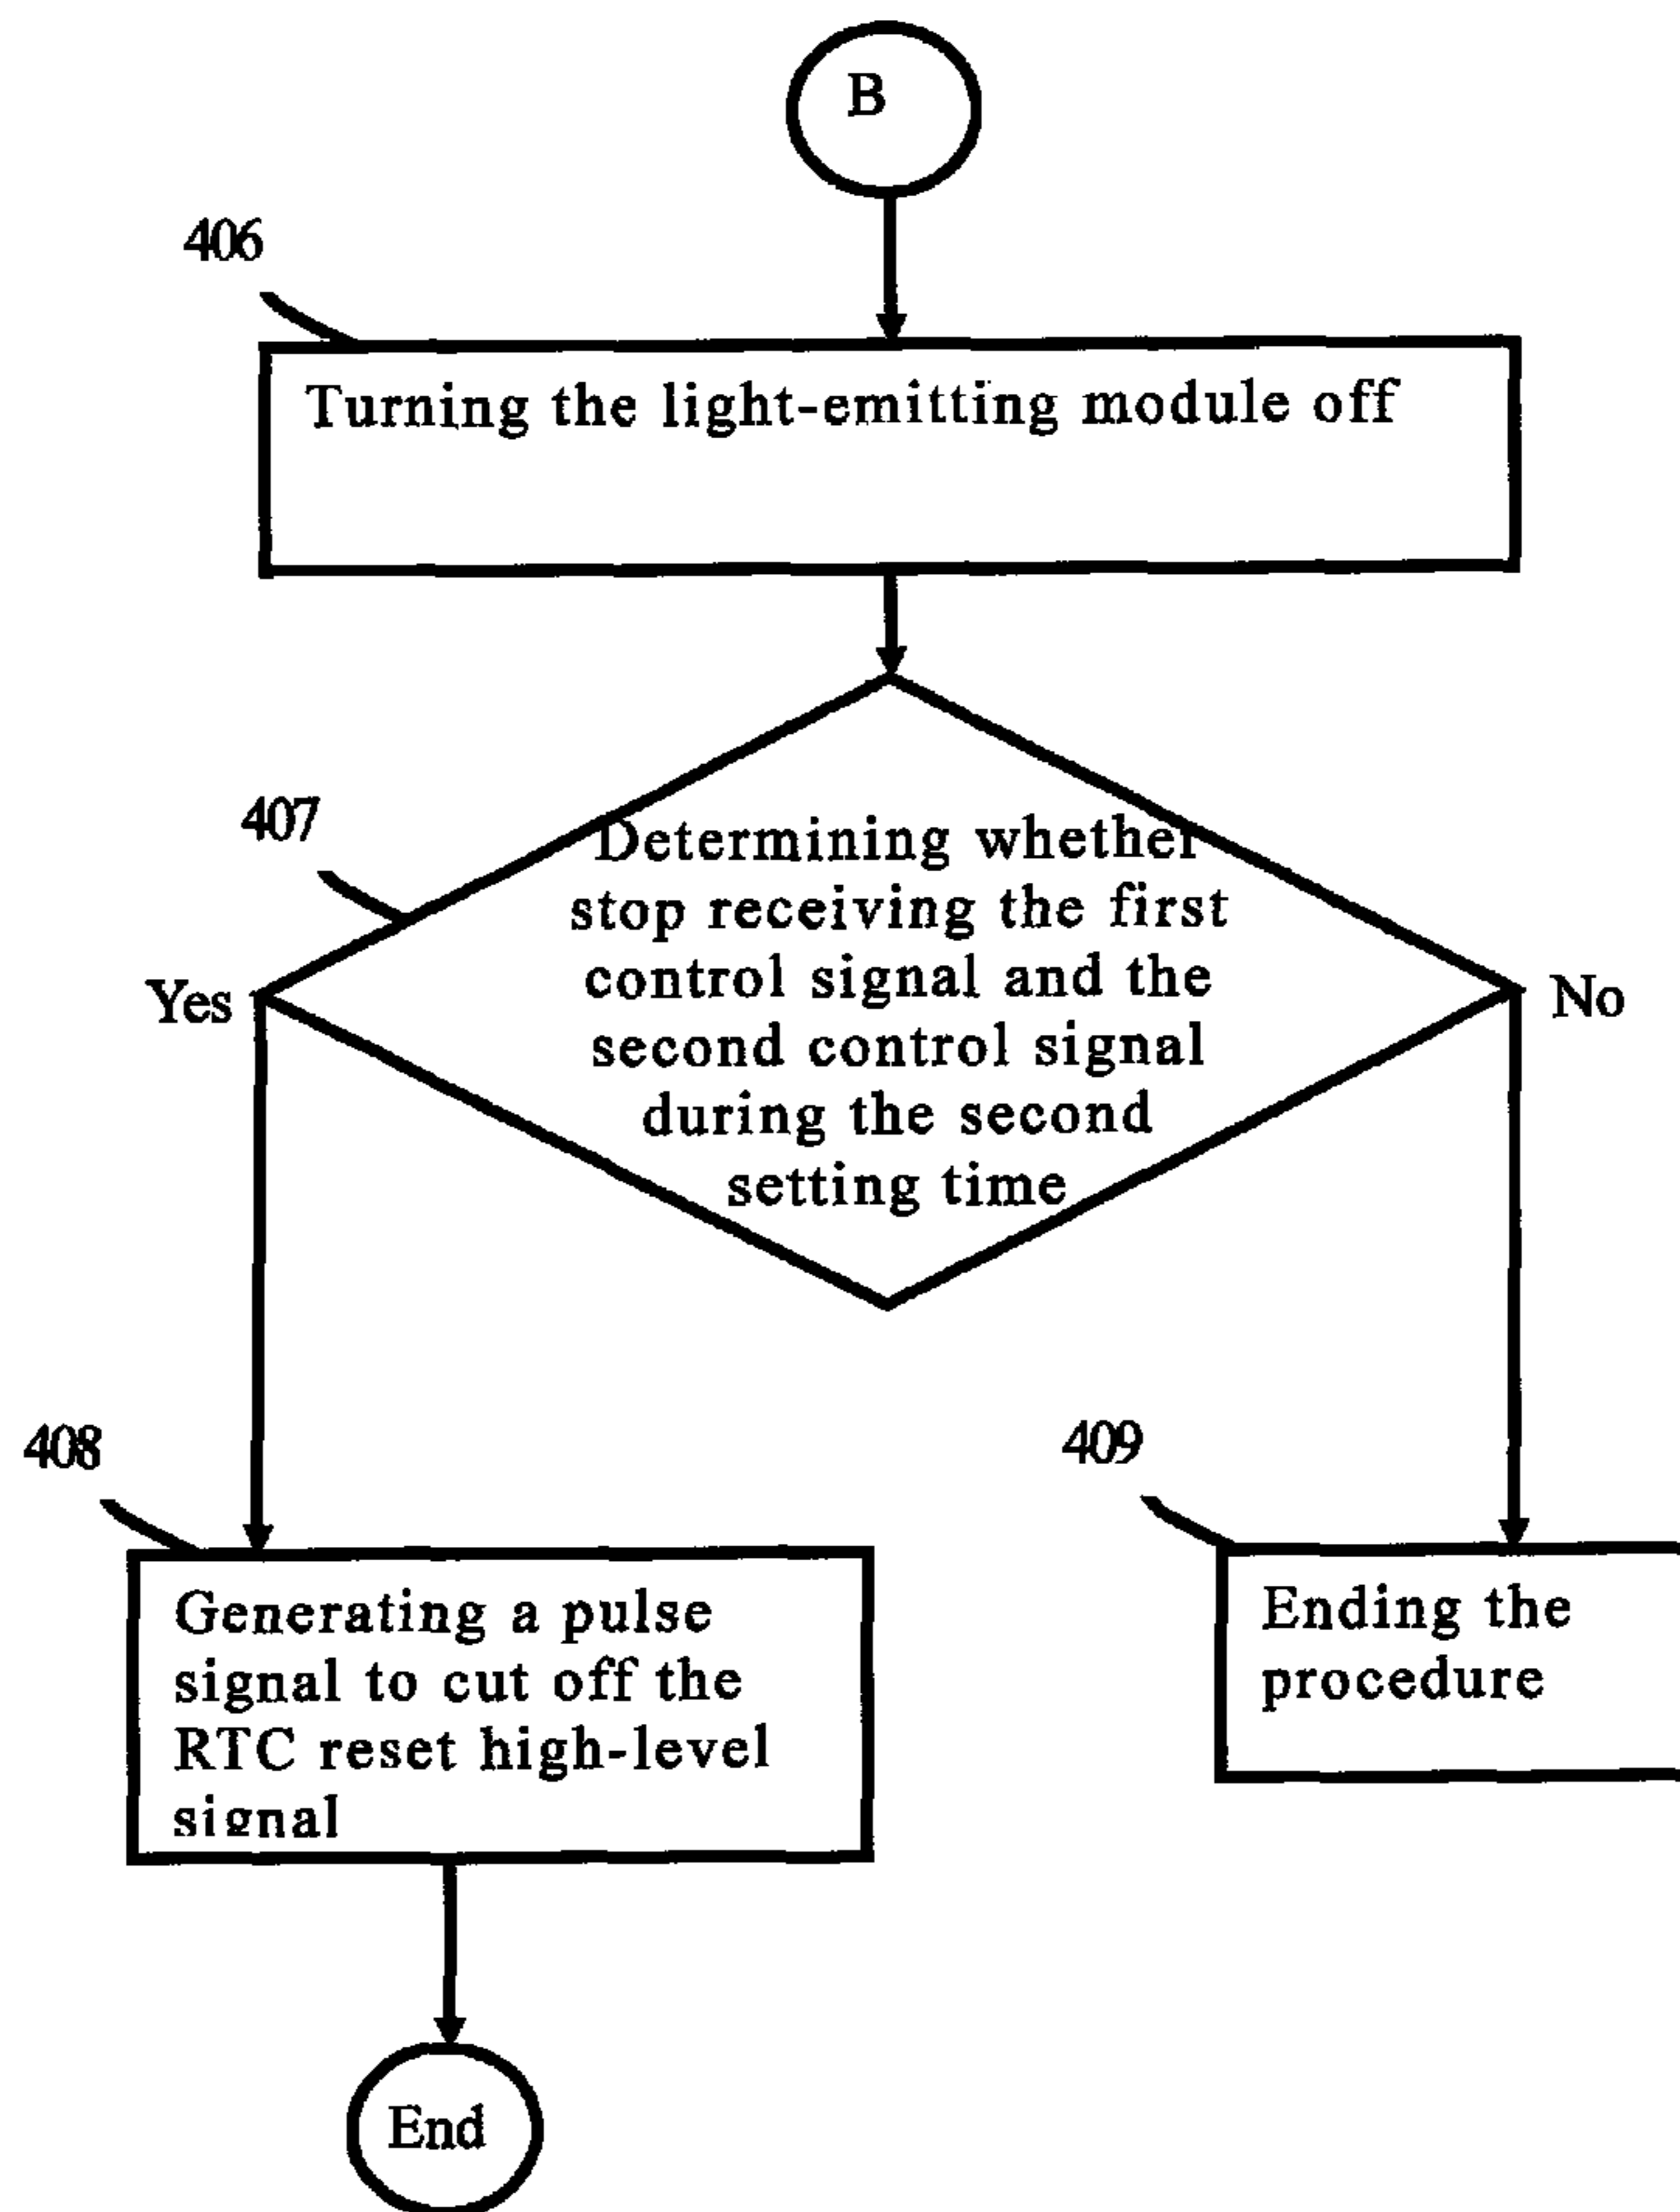 B
406
Turning the light-emitting module off
407
Determining whether
stop receiving the first
control signal and the
second control signal
during the second
setting time
Yes
No
408
409
Generating a pulse
signal to cut off the
RTC reset high-level
signal
Ending the
procedure
End